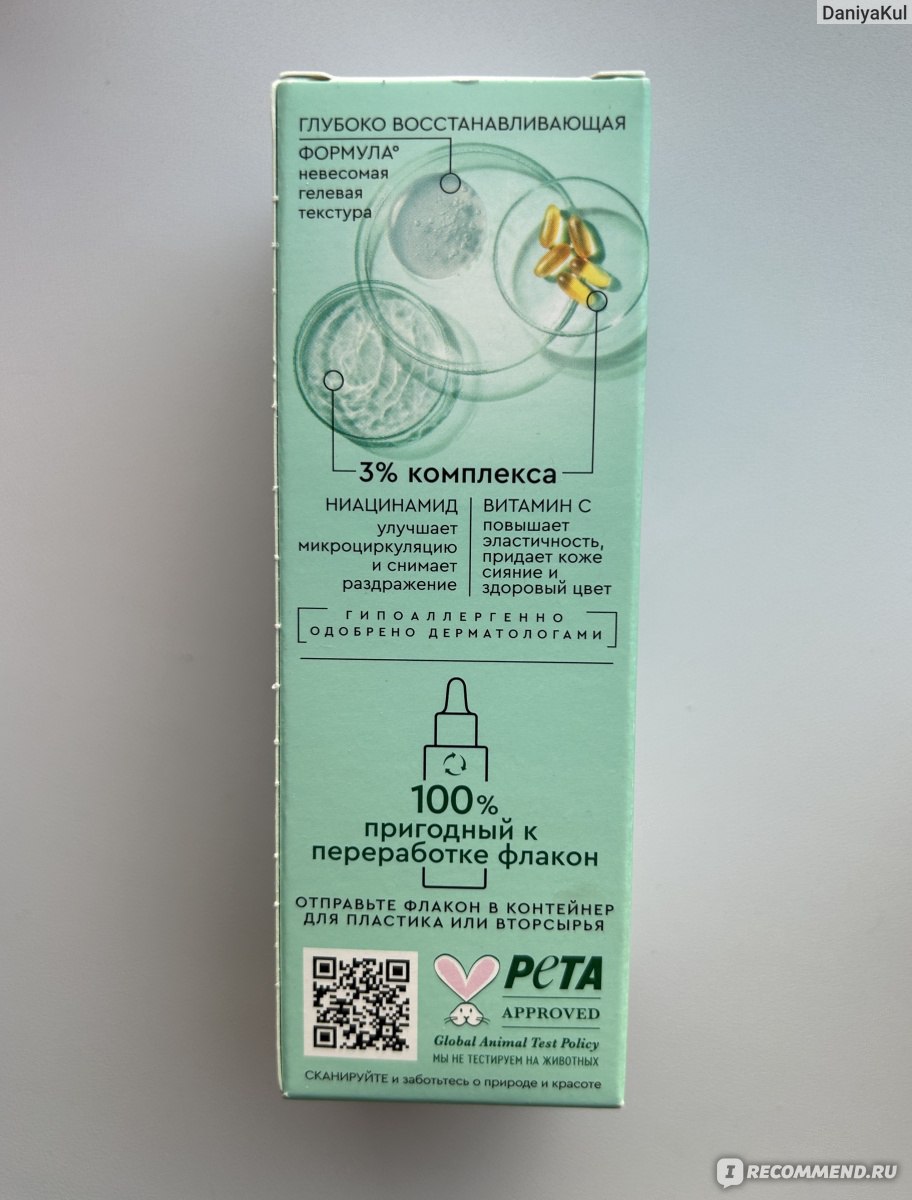 DaniyaKul
ГЛУБОКО ВОССТАНАВЛИВАЮЩАЯ
ФОРМУЛА°
невесомая
гелевая
текстура
3% комплекса
НИАЦИНАМИД
улучшает
микроциркуляцию
и снимает
раздражение
ВИТАМИН С
повышает
эластичность,
придает коже
сияние и
здоровый цвет
ГИПОАЛЛЕРГЕННО
ОДОБРЕНО ДЕРМАТОЛОГАМИ
100%
пригодный к
переработке флакон
ОТПРАВЬТЕ ФЛАКОН В КОНТЕЙНЕР
ДЛЯ ПЛАСТИКА ИЛИ ВТОРСЫРЬЯ
PETA
APPROVED
Global Animal Test Policy
МЫ НЕ ТЕСТИРУЕМ НА ЖИВОТНЫХ
СКАНИРУЙТЕ и заботьтесь о природе и красоте
IRECOMMEND.RU